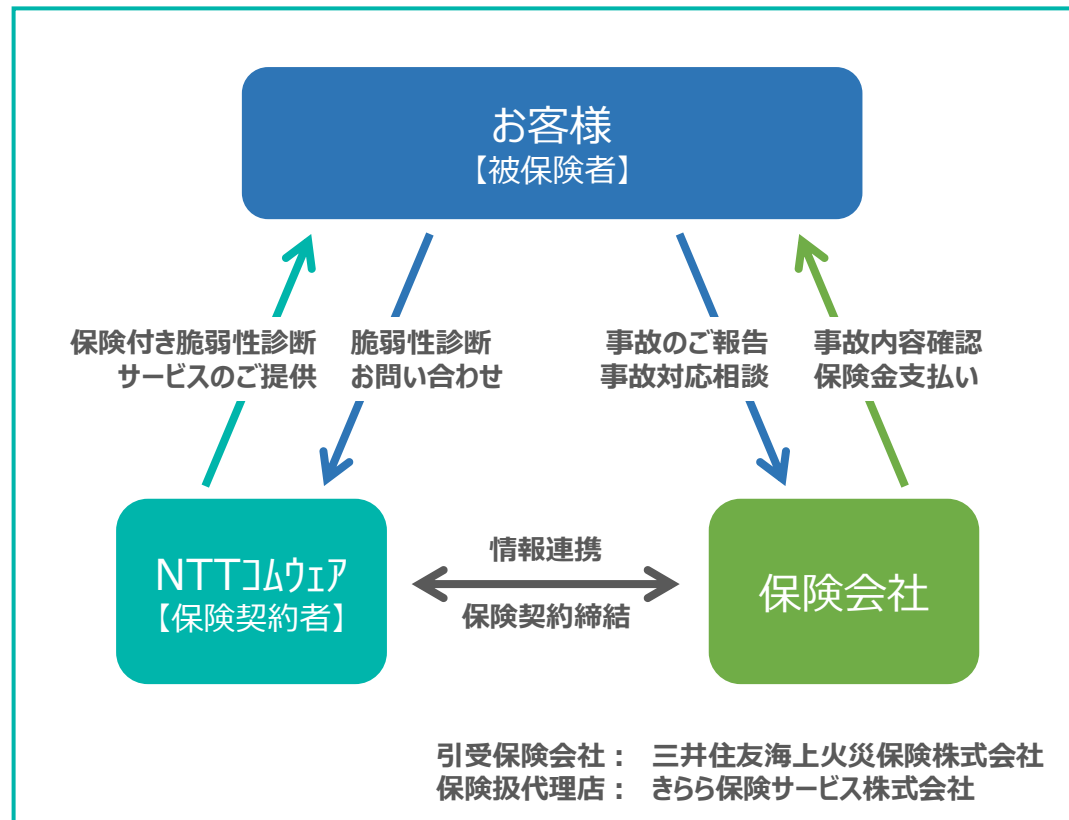 お客様
【被保険者】
保険付き脆弱性診断
サービスのご提供
脆弱性診断
お問い合わせ
事故のご報告
事故対応相談
事故内容確認
保険金支払い
NTTコムウェア
【保険契約者】
情報連携
保険契約締結
保険会社
引受保険会社： 三井住友海上火災保険株式会社
保険扱代理店： きらら保険サービス株式会社